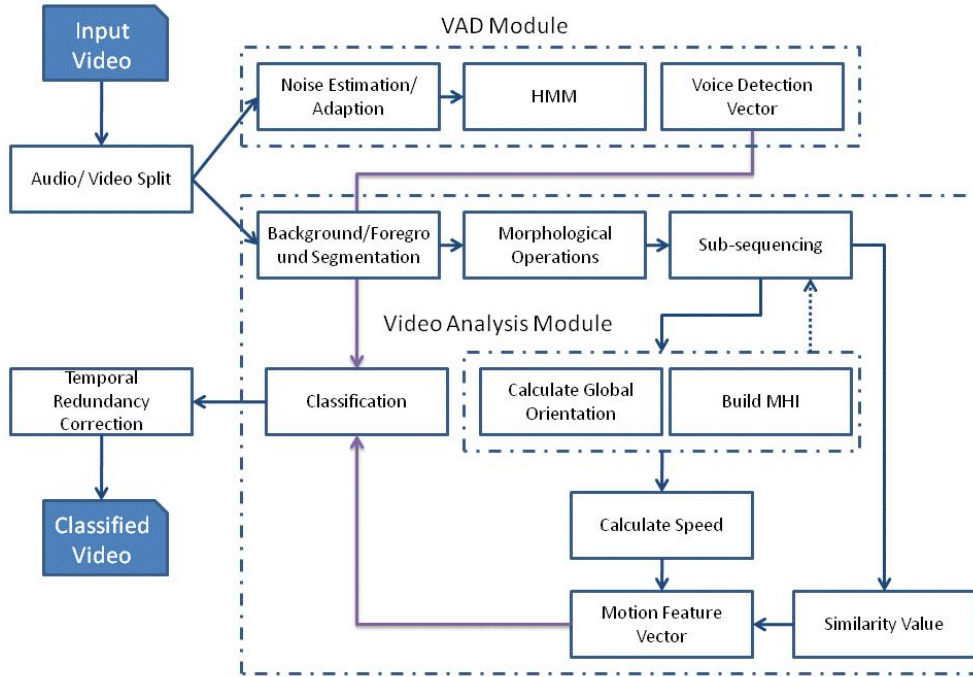 Input
Video
VAD Module
Noise Estimation/
Adaption
HMM
Voice Detection
Vector
Audio/ Video Split
Background/Foregro
und Segmentation
Morphological
Operations
Sub-sequencing
Video Analysis Module
Temporal
Redundancy
Correction
Classification
Calculate Global
Orientation
Build MHI
Classified
Video
Calculate Speed
Motion Feature
Vector
Similarity Value